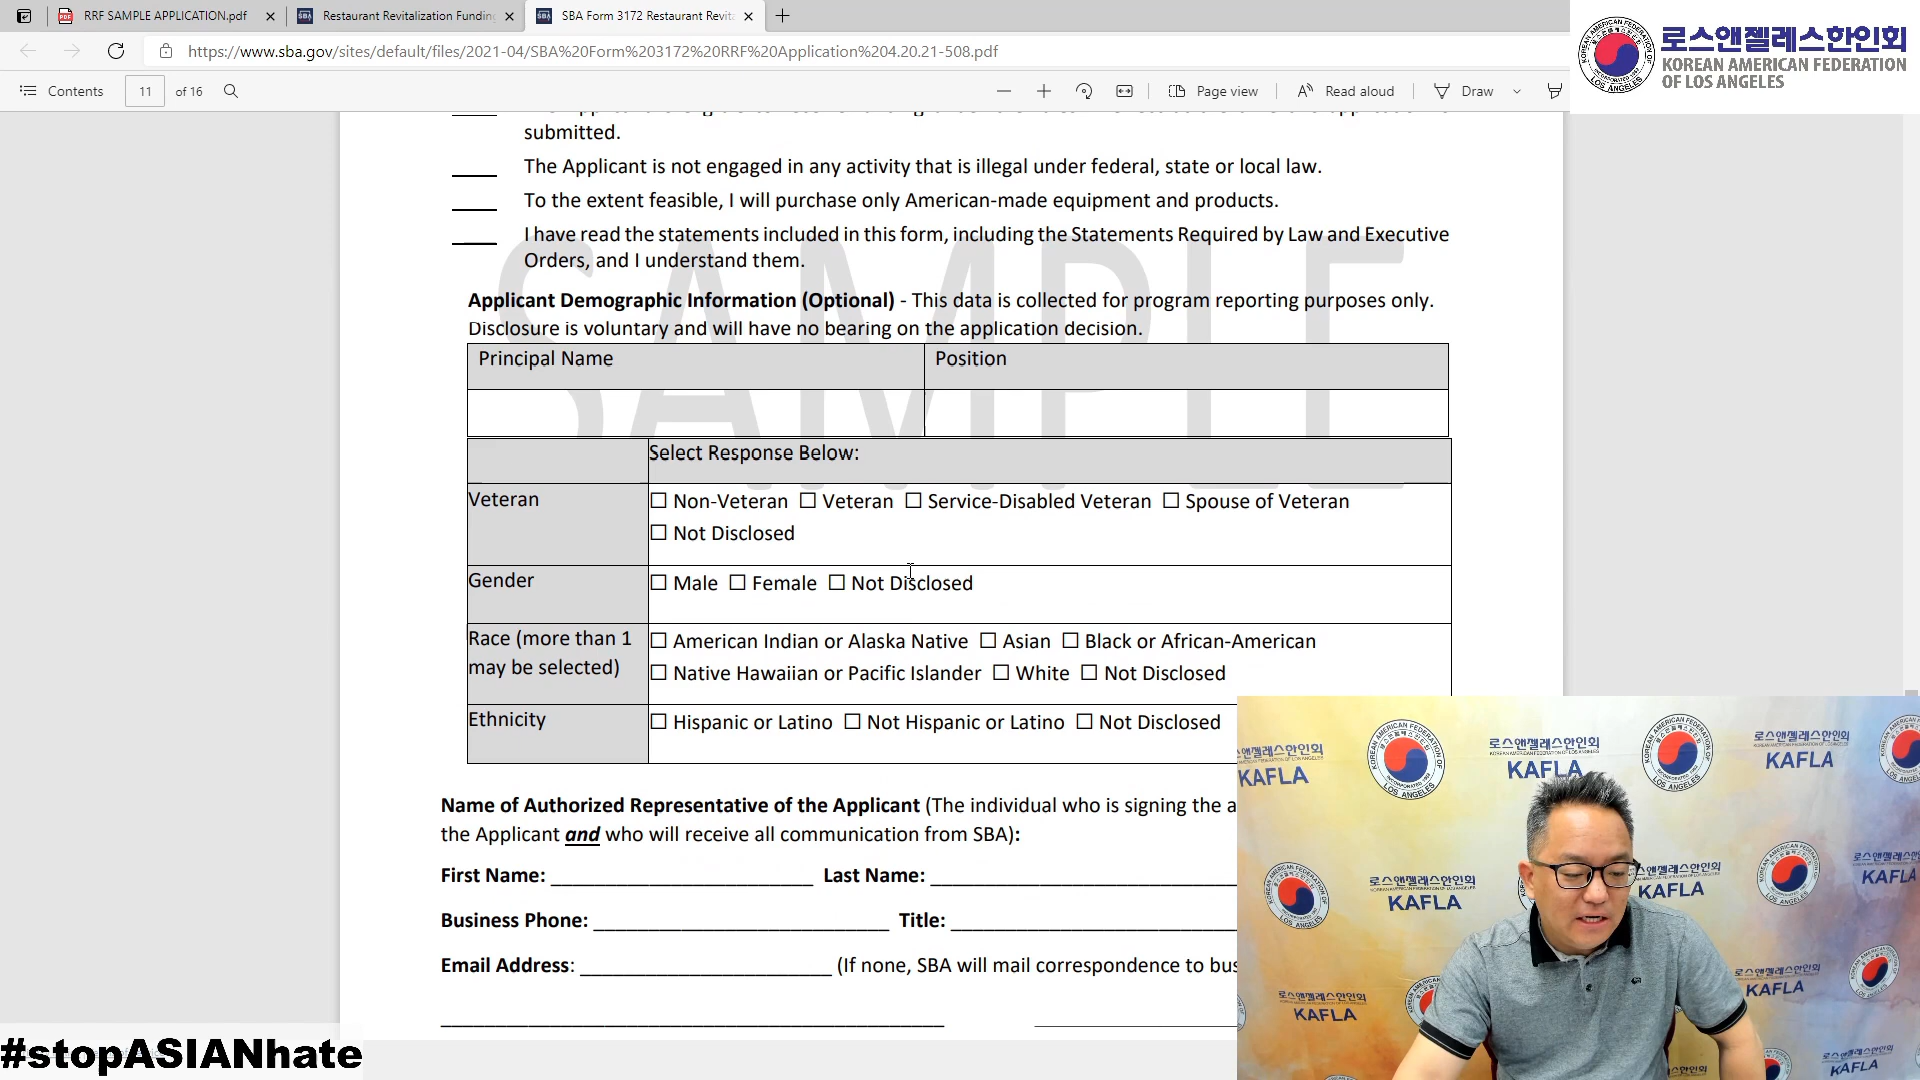 RRF SAMPLE APPLICATION.pdf
Restaurant Revitalization Funding
SBA Form 3172 Restaurant Revita
https://www.sba.gov/sites/default/files/2021-04/SBA%20Form%203172%20RRF%20Application%204.20.21-508.pdf
Contents 11 of 16
Page view
Read aloud
Draw
로스앤젤레스한인회
KOREAN AMERICAN FEDERATION
OF LOS ANGELES
submitted.
____ The Applicant is not engaged in any activity that is illegal under federal, state or local law.
____ To the extent feasible, I will purchase only American-made equipment and products.
____ I have read the statements included in this form, including the Statements Required by Law and Executive
Orders, and I understand them.
SAMPLE
Applicant Demographic Information (Optional) - This data is collected for program reporting purposes only.
Disclosure is voluntary and will have no bearing on the application decision.
Principal Name Position
Select Response Below:
Veteran ☐ Non-Veteran ☐ Veteran ☐ Service-Disabled Veteran ☐ Spouse of Veteran
☐ Not Disclosed
Gender ☐ Male ☐ Female ☐ Not Disclosed
Race (more than 1
may be selected)
☐ American Indian or Alaska Native ☐ Asian ☐ Black or African-American
☐ Native Hawaiian or Pacific Islander ☐ White ☐ Not Disclosed
Ethnicity ☐ Hispanic or Latino ☐ Not Hispanic or Latino ☐ Not Disclosed
Name of Authorized Representative of the Applicant (The individual who is signing the a
the Applicant and who will receive all communication from SBA):
First Name: ____ Last Name: ____
Business Phone: ____ Title: ____
Email Address: ____ (If none, SBA will mail correspondence to bus
로스앤젤레스한인회
KAFLA
#stopASIANhate